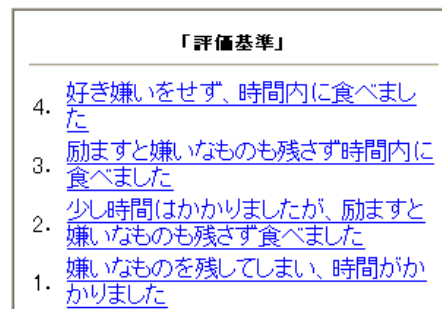 「評価基準」
4. 好き嫌いをせず、時間内に食べまし
た
3. 励ますと嫌いなものも残さず時間内に
食べました
2. 少し時間はかかりましたが、励ますと
嫌いなものも残さず食べました
1. 嫌いなものを残してしまい、時間がか
かりました